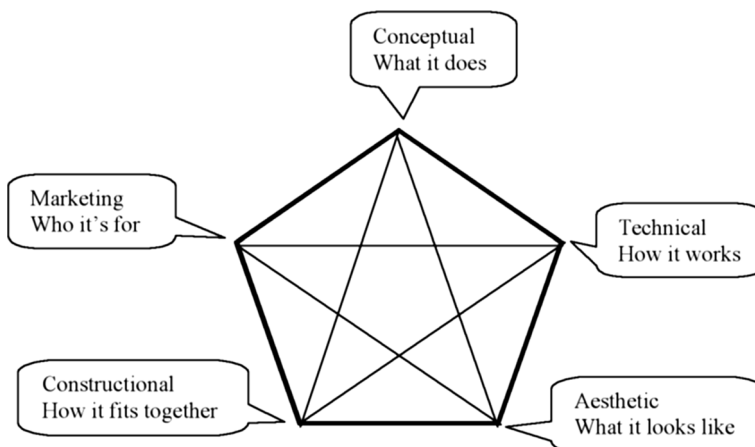 Conceptual
What it does
Marketing
Who it’s for
Technical
How it works
Constructional
How it fits together
Aesthetic
What it looks like